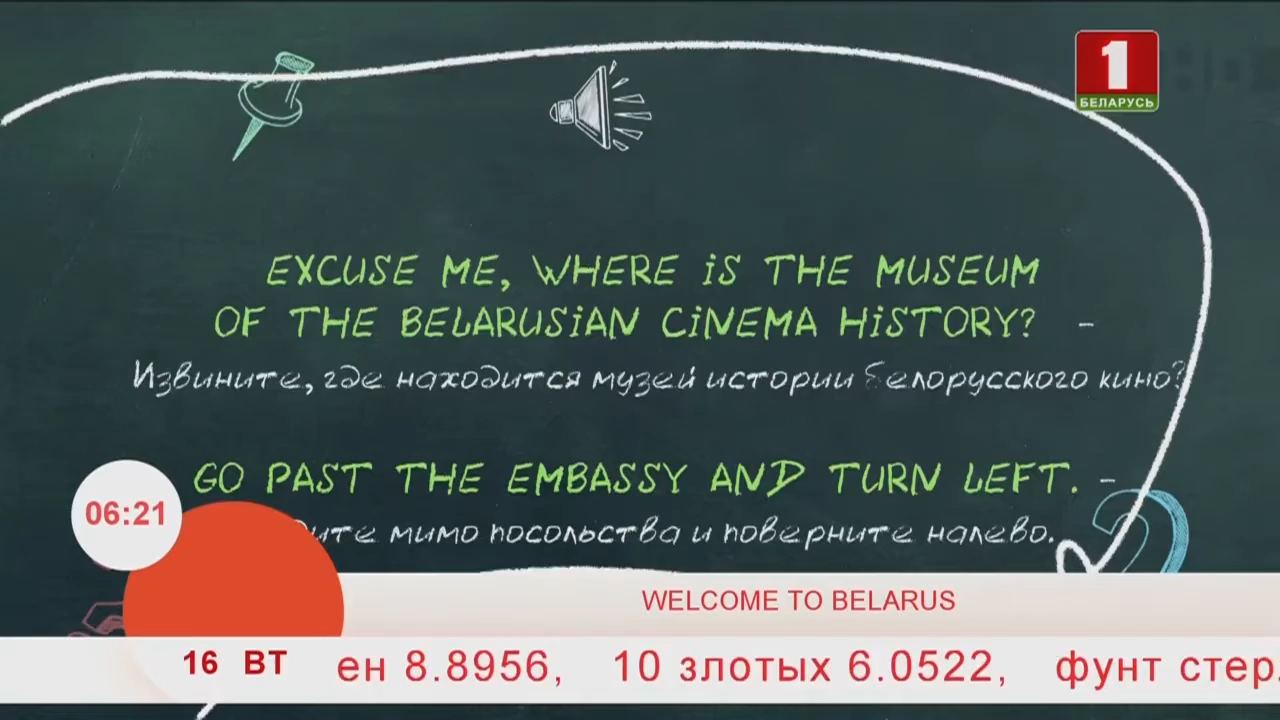 1
БЕЛАРУСЬ
EXCUSE ME, WHERE iS THE MUSEUM
OF THE BELARUSiAN CiNEMA HiSTORY? –
Извините, где находится музей истории белорусского кино?
GO PAST THE EMBASSY AND TURN LEFT. –
ите мимо посольства и поверните налево.
06:21
WELCOME TO BELARUS
16 ВТ ен 8.8956, 10 злотых 6.0522, фунт стер.